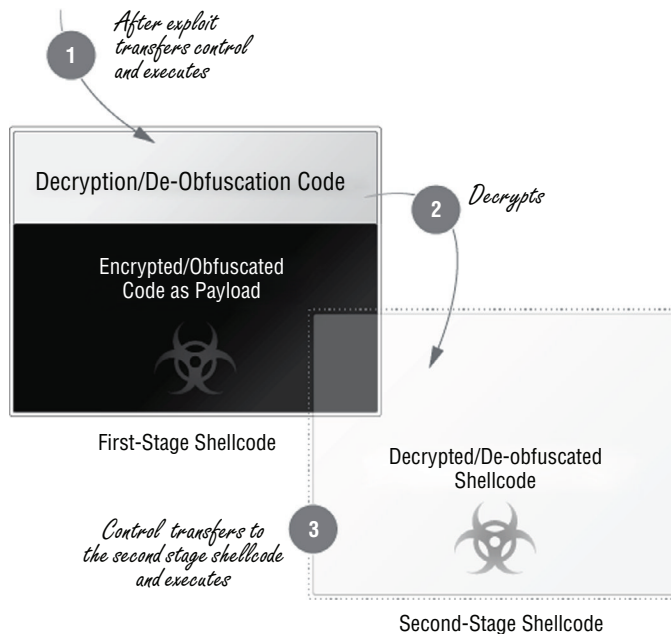 1
After exploit
transfers control
and executes
Decryption/De-Obfuscation Code
2
Decrypts
Encrypted/Obfuscated
Code as Payload
First-Stage Shellcode
Decrypted/De-obfuscated
Shellcode
Control transfers to
the second stage shellcode
and executes
3
Second-Stage Shellcode